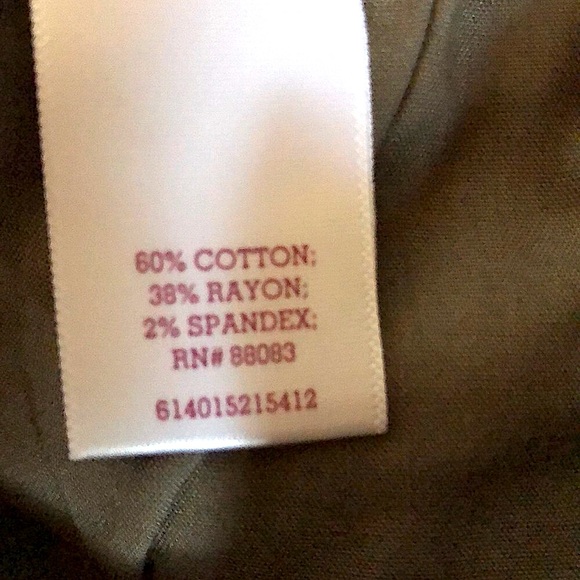 60% COTTON;
38% RAYON;
2% SPANDEX;
RN# 88083
614015215412